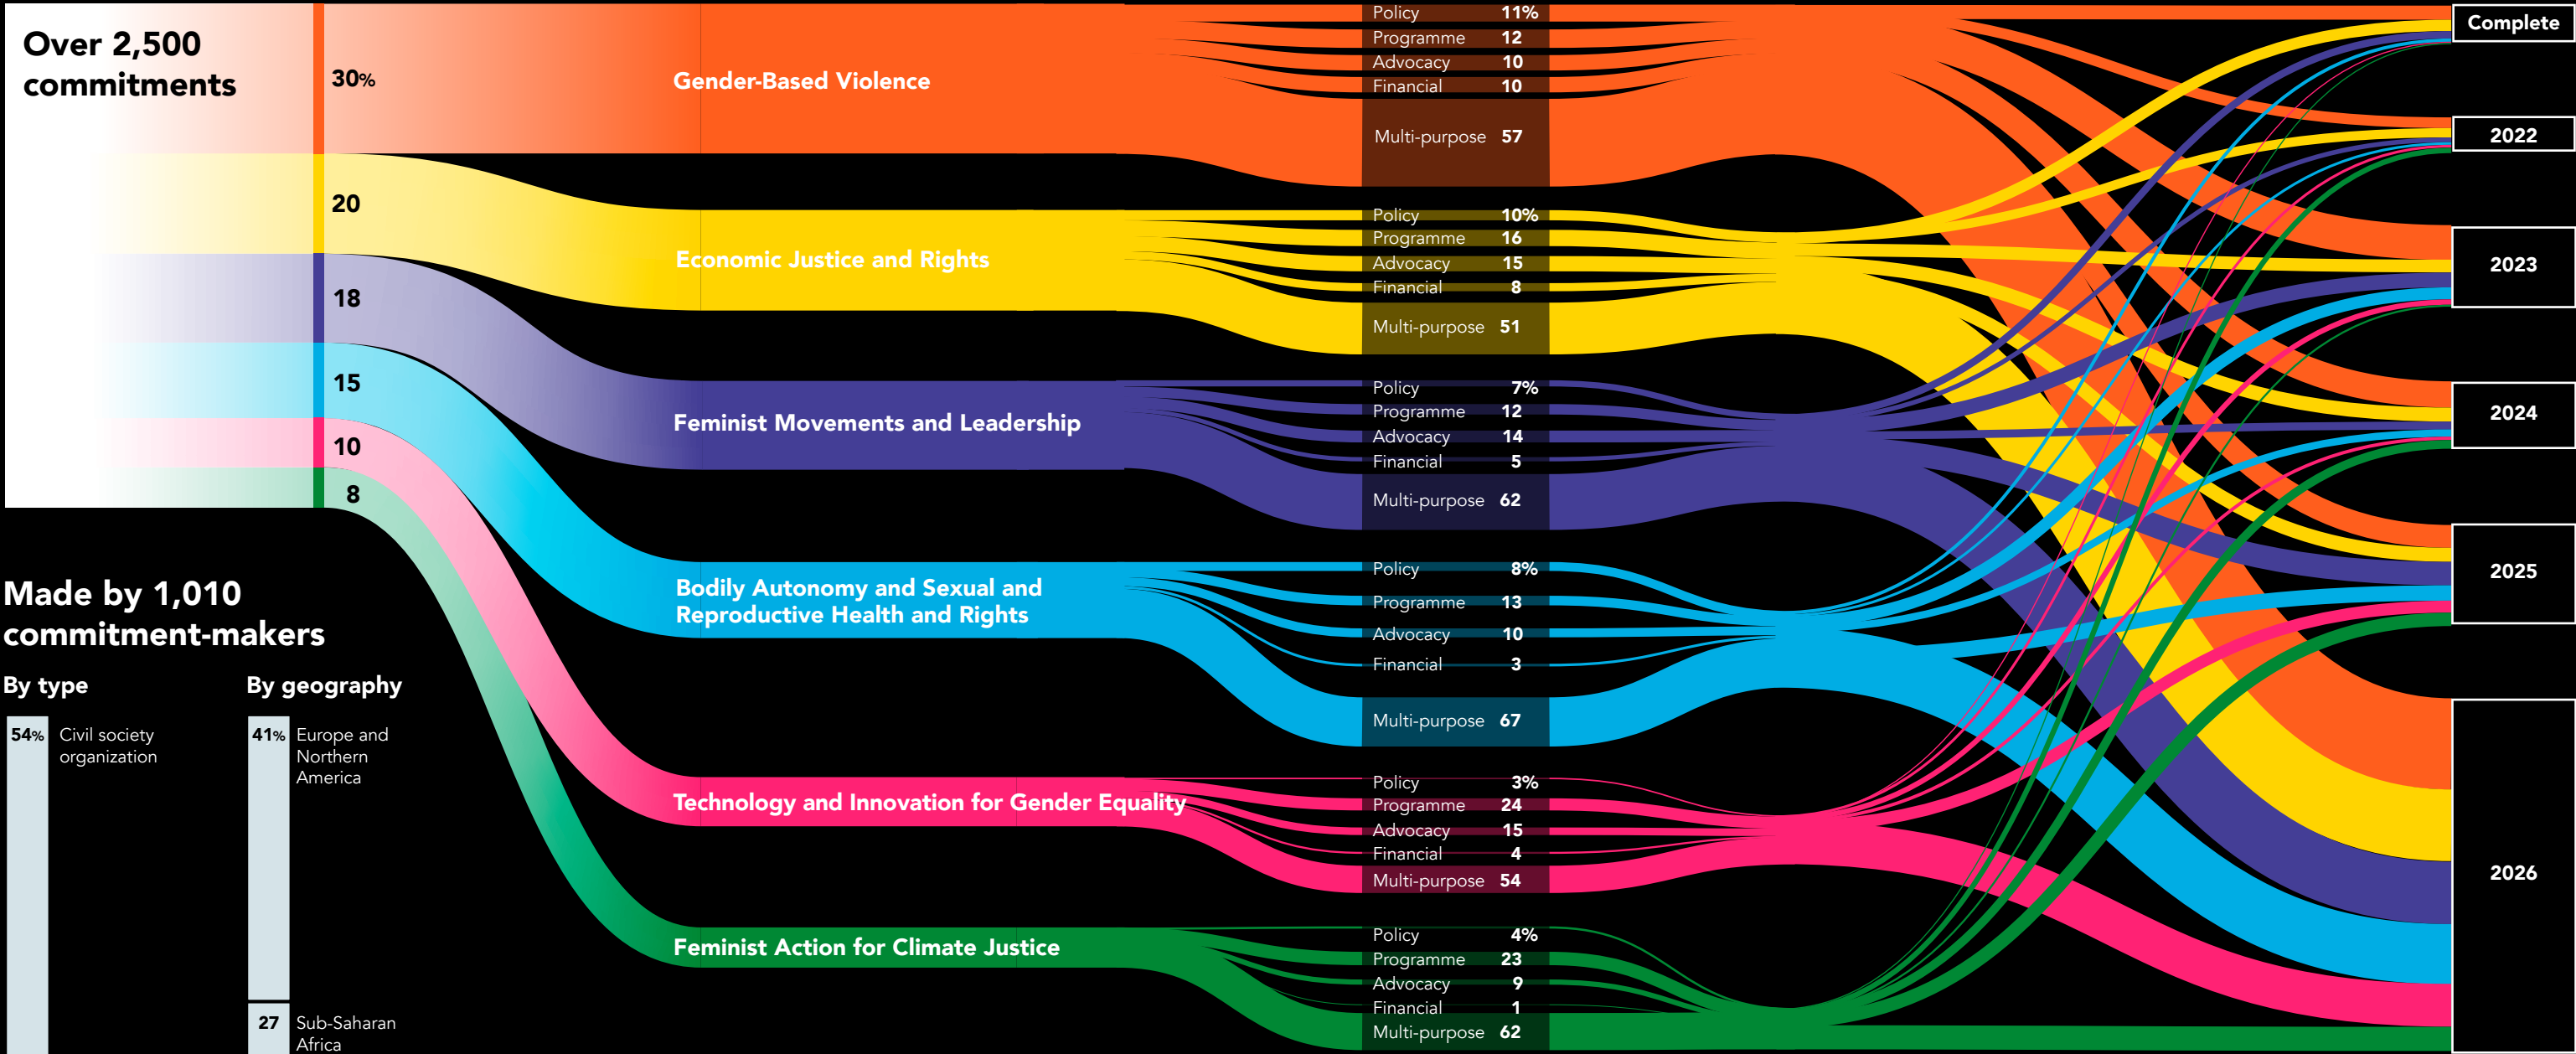 Over 2,500
commitments
30%
20
18
15
10
8
Gender-Based Violence
Policy 11%
Programme 12
Advocacy 10
Financial 10
Multi-purpose 57
Economic Justice and Rights
Policy 10%
Programme 16
Advocacy 15
Financial 8
Multi-purpose 51
Feminist Movements and Leadership
Policy 7%
Programme 12
Advocacy 14
Financial 5
Multi-purpose 62
Bodily Autonomy and Sexual and
Reproductive Health and Rights
Policy 8%
Programme 13
Advocacy 10
Financial 3
Multi-purpose 67
Technology and Innovation for Gender Equality
Policy 3%
Programme 24
Advocacy 15
Financial 4
Multi-purpose 54
Feminist Action for Climate Justice
Policy 4%
Programme 23
Advocacy 9
Financial 1
Multi-purpose 62
Complete
2022
2023
2024
2025
2026
Made by 1,010
commitment-makers
By type
54% Civil society
organization
By geography
41% Europe and
Northern
America
27 Sub-Saharan
Africa